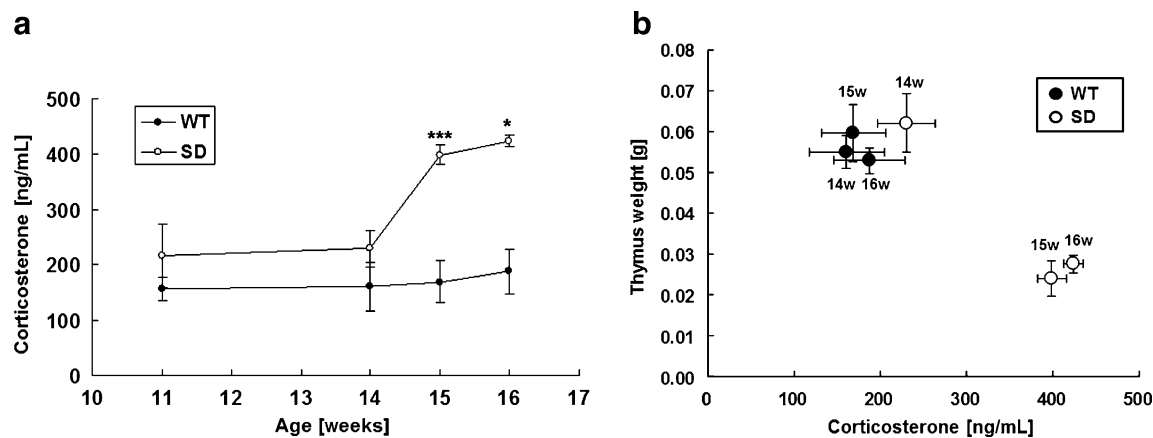 a
Corticosterone [ng/mL]
500
400
300
200
100
0
10 11 12 13 14 15 16 17
Age [weeks]
WT
SD
***
*
b
Thymus weight [g]
0.08
0.07
0.06
0.05
0.04
0.03
0.02
0.01
0.00
0 100 200 300 400 500
Corticosterone [ng/mL]
WT
SD
15w
14w
14w 16w
15w 16w